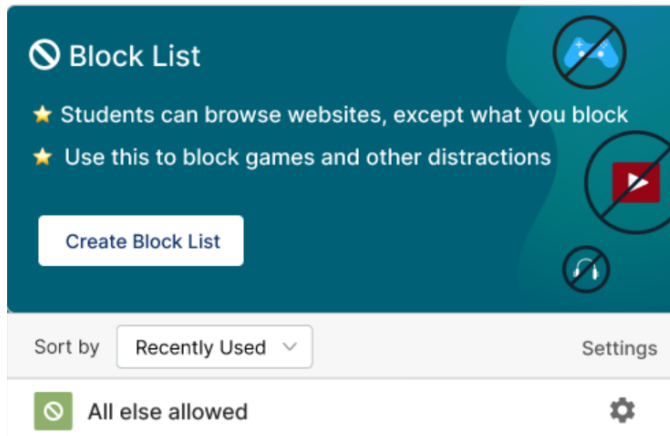 Block List
Students can browse websites, except what you block
Use this to block games and other distractions
Create Block List
Sort by Recently Used Settings
All else allowed